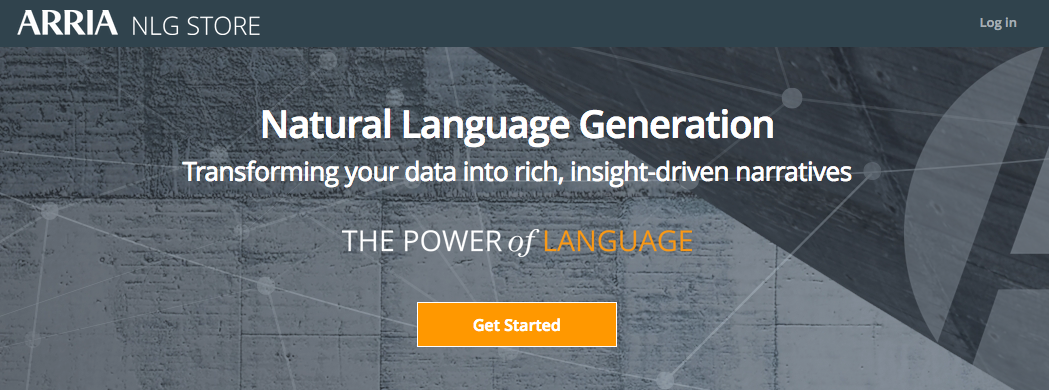 ARRIA NLG STORE
Log in
Natural Language Generation
Transforming your data into rich, insight-driven narratives
THE POWER of LANGUAGE
Get Started